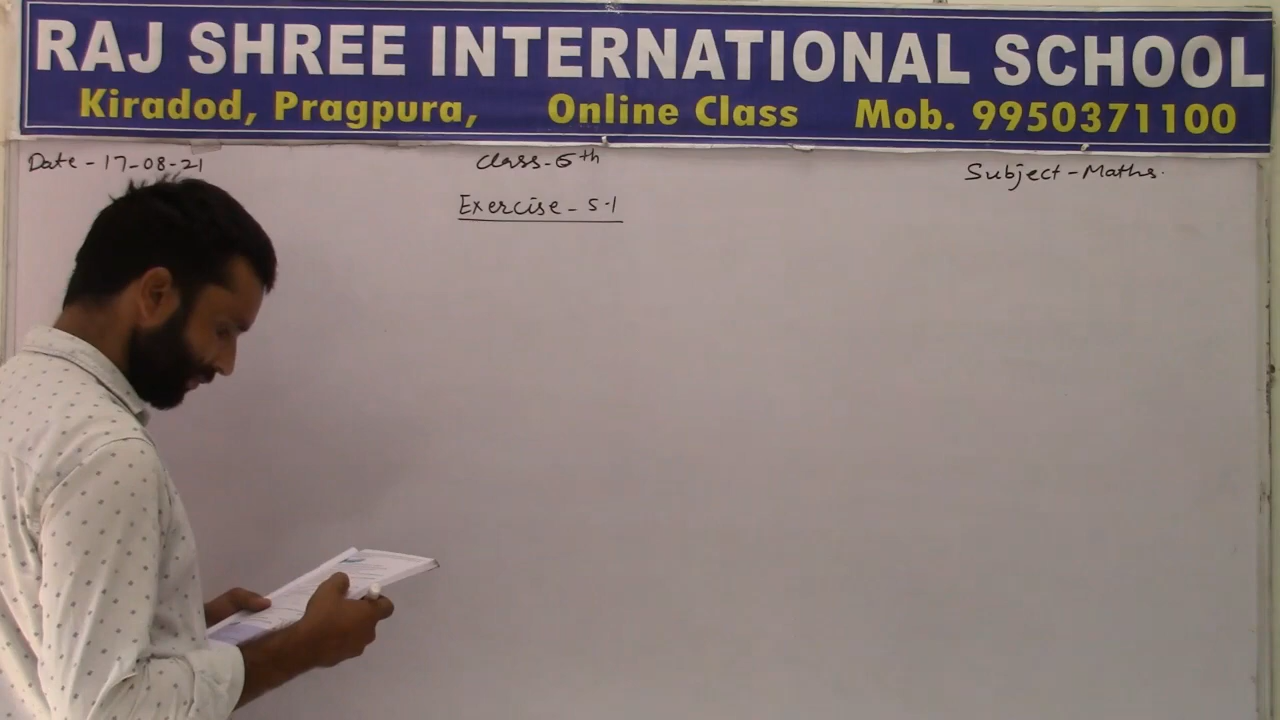 RAJ SHREE INTERNATIONAL SCHOOL
Kiradod, Pragpura, Online Class Mob. 9950371100
Date - 17-08-21 Class-6th Subject-Maths.
Exercise - 5.1